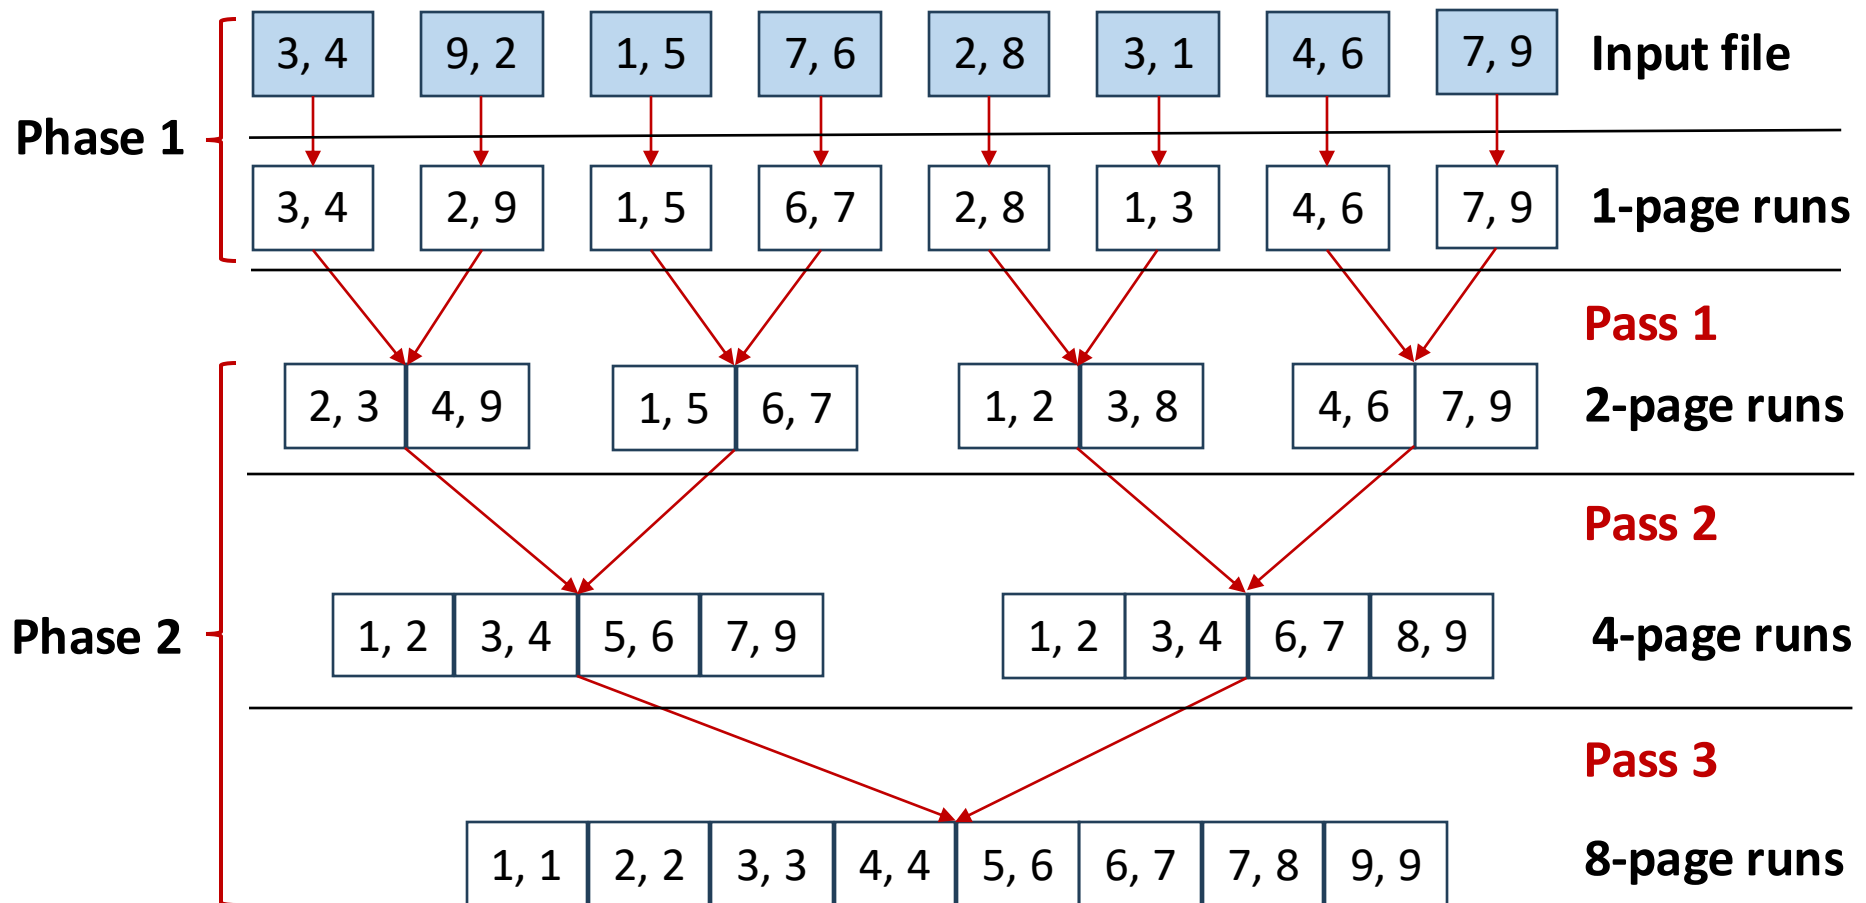 3, 4 9, 2 1, 5 7, 6 2, 8 3, 1 4, 6 7, 9 Input file
Phase 1
3, 4 2, 9 1, 5 6, 7 2, 8 1, 3 4, 6 7, 9 1-page runs
Pass 1
2, 3 4, 9 1, 5 6, 7 1, 2 3, 8 4, 6 7, 9 2-page runs
Pass 2
Phase 2
1, 2 3, 4 5, 6 7, 9 1, 2 3, 4 6, 7 8, 9 4-page runs
Pass 3
1, 1 2, 2 3, 3 4, 4 5, 6 6, 7 7, 8 9, 9 8-page runs